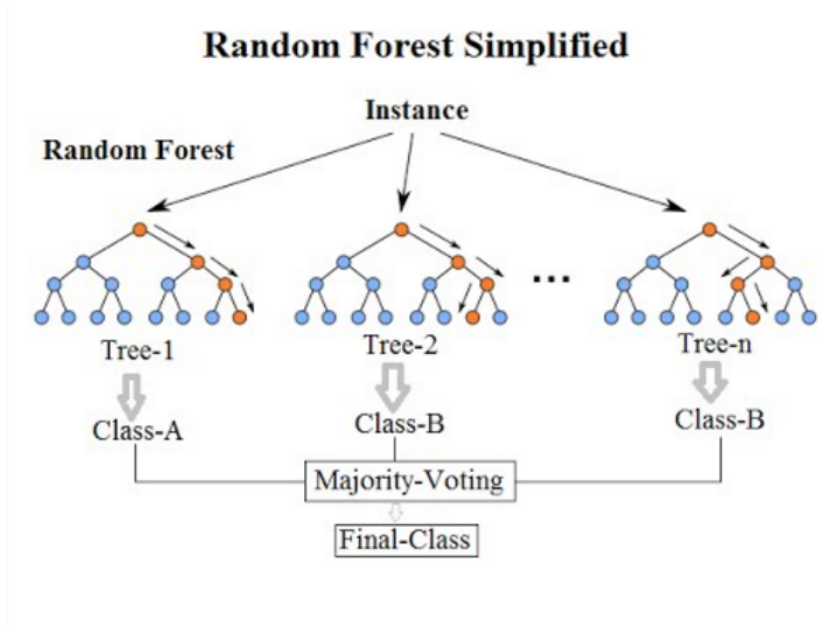 Random Forest Simplified
Instance
Random Forest
...
Tree-1
Tree-2
Tree-n
Class-A
Class-B
Class-B
Majority-Voting
Final-Class